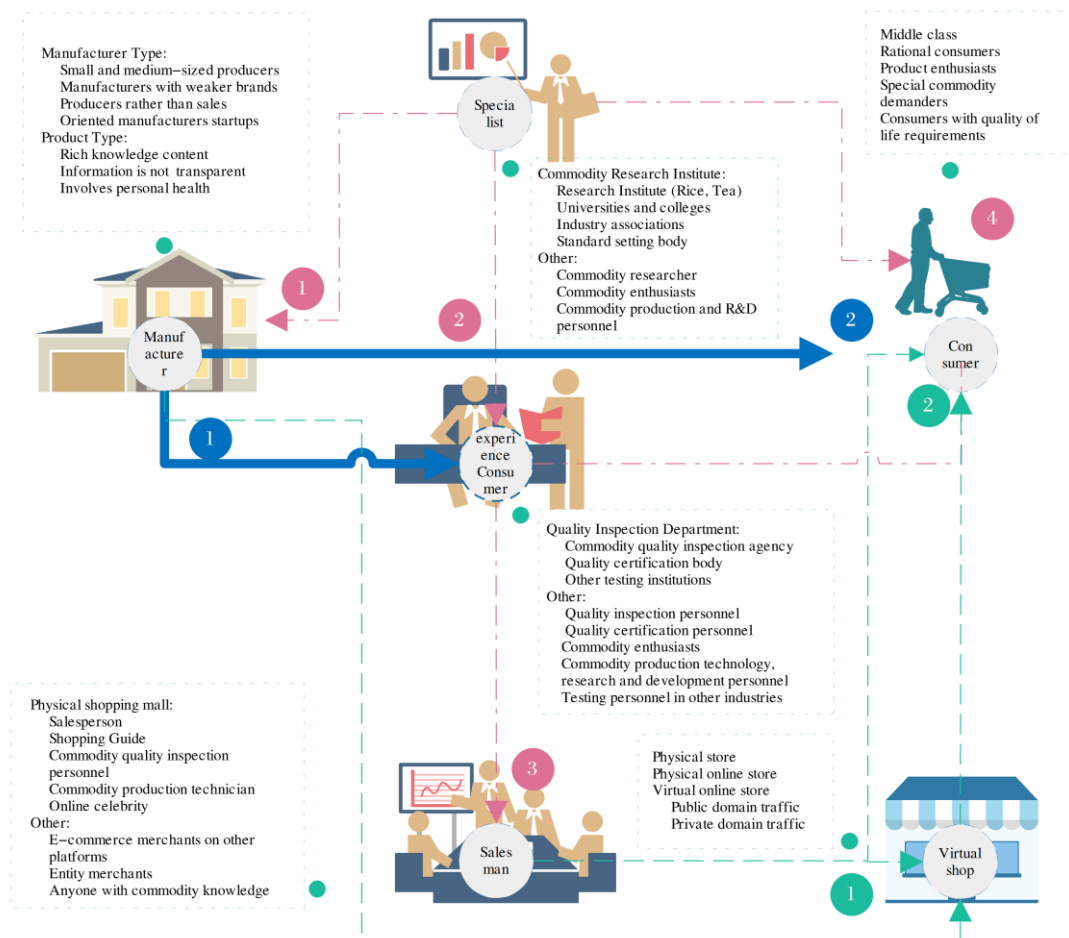 Manufacturer Type:
Small and medium-sized producers
Manufacturers with weaker brands
Producers rather than sales
Oriented manufacturers startups
Product Type:
Rich knowledge content
Information is not transparent
Involves personal health
Specia
list
Middle class
Rational consumers
Product enthusiasts
Special commodity
demanders
Consumers with quality of
life requirements
Commodity Research Institute:
Research Institute (Rice, Tea)
Universities and colleges
Industry associations
Standard setting body
Other:
Commodity researcher
Commodity enthusiasts
Commodity production and R&D
personnel
4
1
2
2
Manuf
acture
r
Con
sumer
2
1
experi
ence
Consu
mer
Quality Inspection Department:
Commodity quality inspection agency
Quality certification body
Other testing institutions
Other:
Quality inspection personnel
Quality certification personnel
Commodity enthusiasts
Commodity production technology,
research and development personnel
Testing personnel in other industries
Physical shopping mall:
Salesperson
Shopping Guide
Commodity quality inspection
personnel
Commodity production technician
Online celebrity
Other:
E-commerce merchants on other
platforms
Entity merchants
Anyone with commodity knowledge
3
Sales
man
Physical store
Physical online store
Virtual online store
Public domain traffic
Private domain traffic
1
Virtual
shop